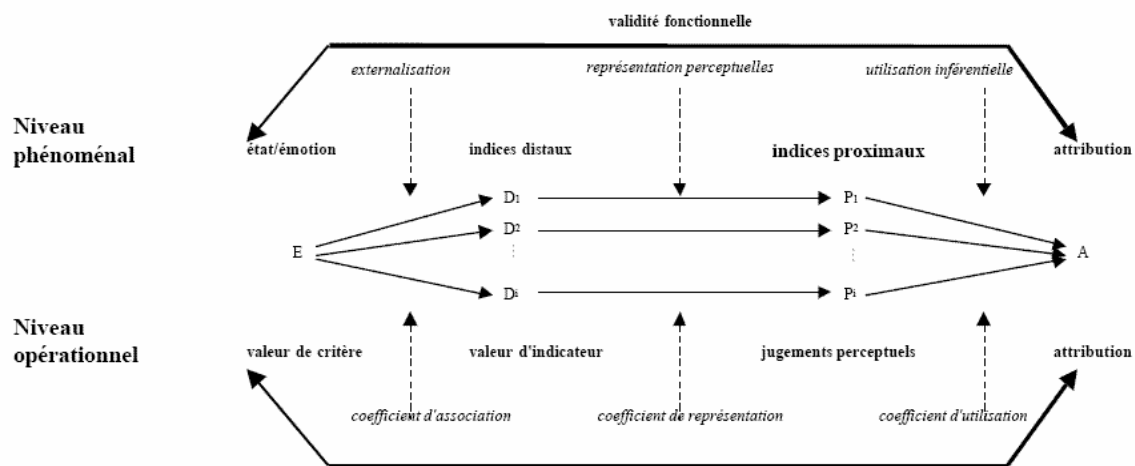 validité fonctionnelle
externalisation représentation perceptuelles utilisation inférentielle
Niveau
phénoménal
état/émotion indices distaux indices proximaux attribution
D1 P1
D2 P2
E ⋮ ⋮ A
Di Pi
Niveau
opérationnel
valeur de critère valeur d'indicateur jugements perceptuels attribution
coefficient d'association coefficient de représentation coefficient d'utilisation